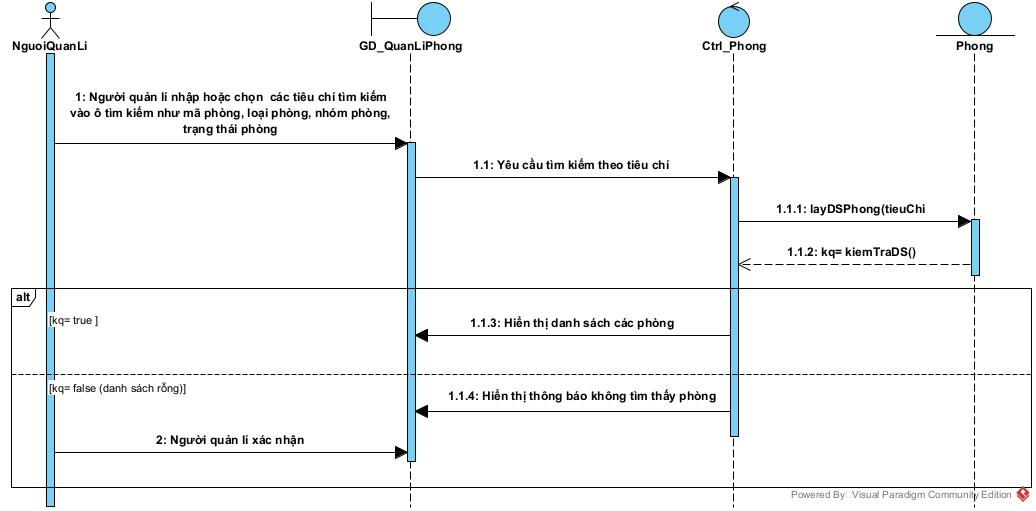 NguoiQuanLi
GD_QuanLiPhong
Ctrl_Phong
Phong
1: Người quản lí nhập hoặc chọn các tiêu chí tìm kiếm
vào ô tìm kiếm như mã phòng, loại phòng, nhóm phòng,
trạng thái phòng
1.1: Yêu cầu tìm kiếm theo tiêu chí
1.1.1: layDSPhong(tieuChi
1.1.2: kq= kiemTraDS()
alt
[kq= true ]
1.1.3: Hiển thị danh sách các phòng
[kq= false (danh sách rỗng)]
1.1.4: Hiển thị thông báo không tìm thấy phòng
2: Người quản lí xác nhận
Powered By Visual Paradigm Community Edition